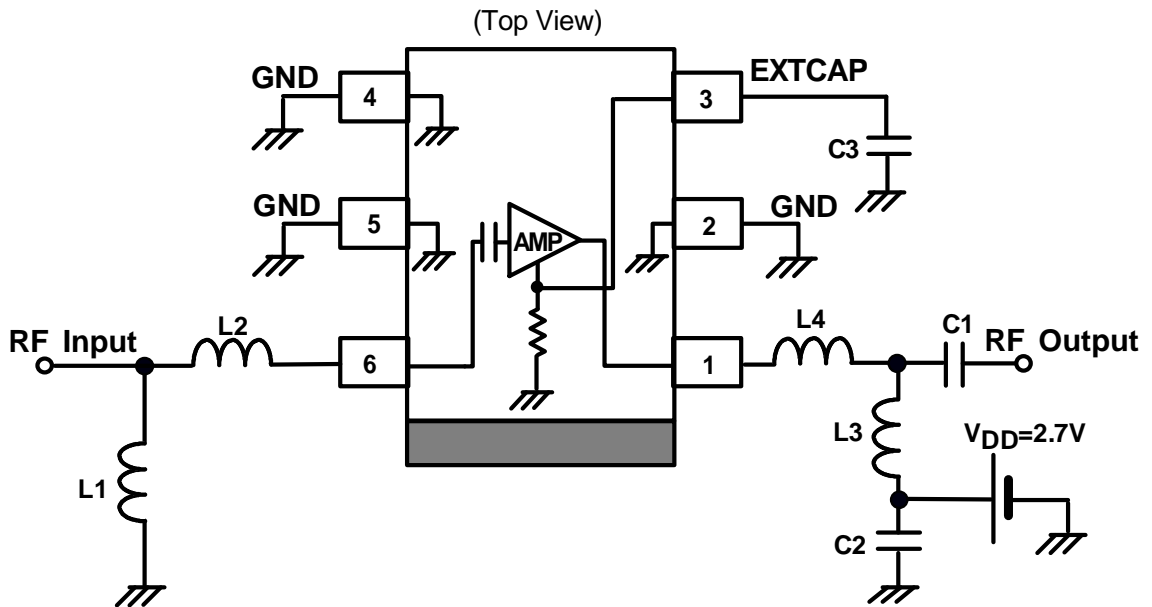 (Top View)
GND
4
3
EXTCAP
C3
GND
5
2
GND
AMP
RF Input
L2
6
1
L4
C1
RF Output
L1
L3
VDD=2.7V
C2